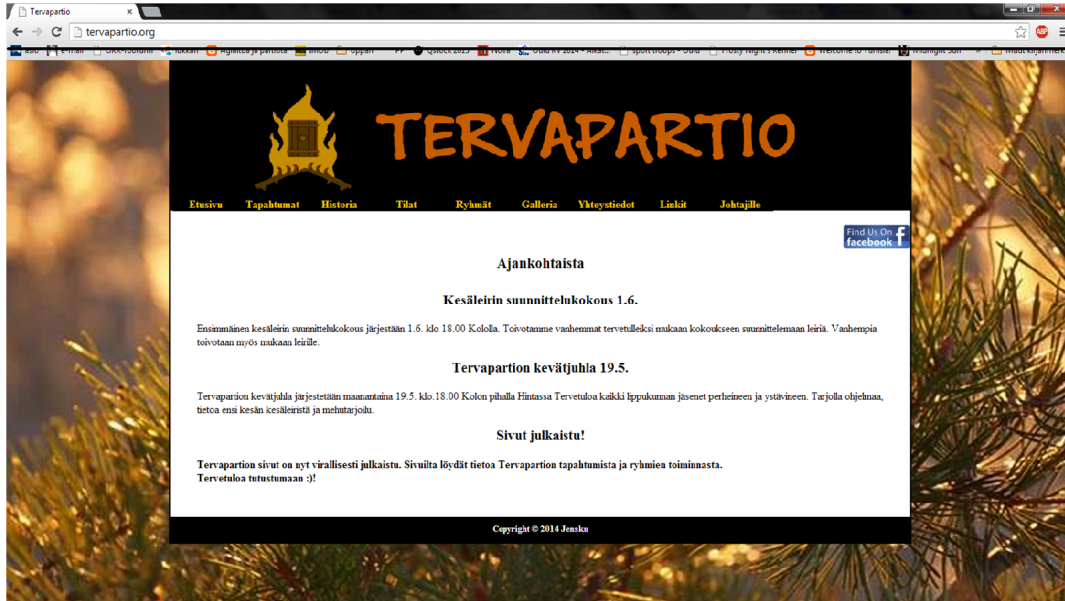 Tervapartio
tervapartio.org
ABP
TERVAPARTIO
Etusivu Tapahtumat Historia Tilat Ryhmät Galleria Yhteystiedot Linkit Johtajille
Find Us On
facebook
Ajankohtaista
Kesäleirin suunnittelukokous 1.6.
Ensimmäinen kesäleirin suunnittelukokous järjestään 1.6. klo 18.00 Kololla. Toivotamme vanhemmat tervetulleiksi mukaan kokoukseen suunnittelemaan leiriä. Vanhempia
toivotaan myös mukaan leirille.
Tervapartion kevätjuhla 19.5.
Tervapartion kevätjuhla järjestetään maanantaina 19.5. klo.18.00 Kolon pihalla Hintassa Tervetuloa kaikki lippukunnan jäsenet perheineen ja ystävineen. Tarjolla ohjelmaa,
tietoa ensi kesän kesäleiristä ja mehutarjoilu.
Sivut julkaistu!
Tervapartion sivut on nyt virallisesti julkaistu. Sivuilta löydät tietoa Tervapartion tapahtumista ja ryhmien toiminnasta.
Tervetuloa tutustumaan :)!
Copyright © 2014 Jensku